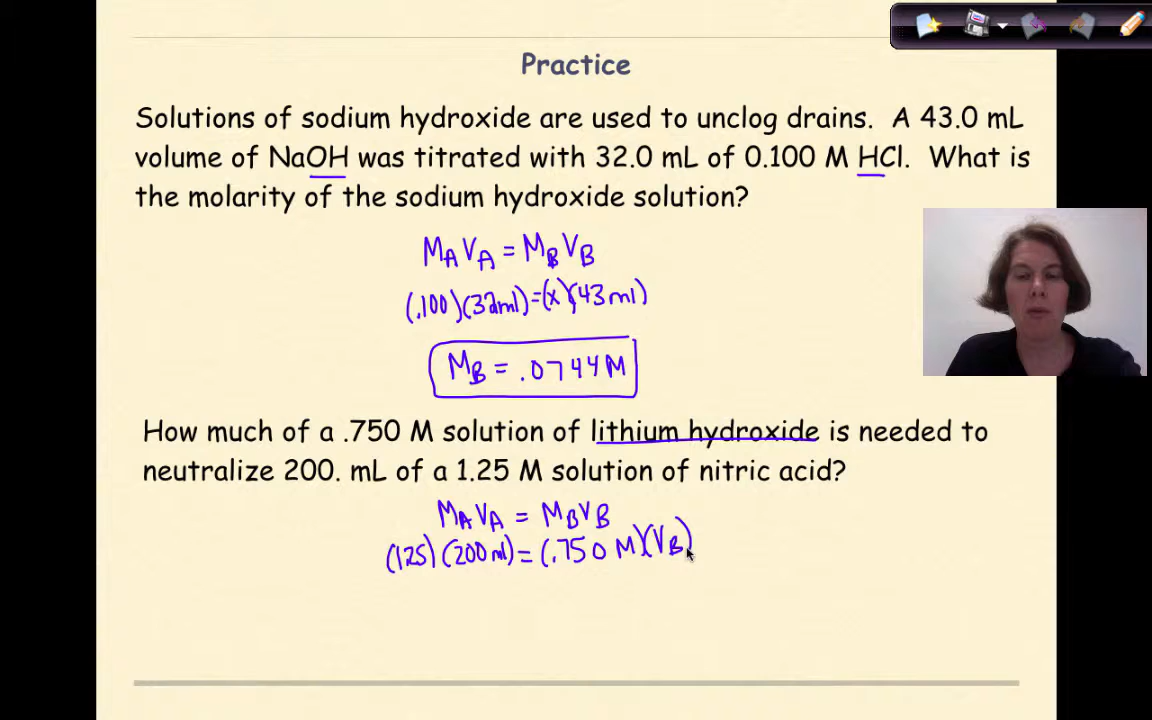 Practice
Solutions of sodium hydroxide are used to unclog drains. A 43.0 mL
volume of NaOH was titrated with 32.0 mL of 0.100 M HCl. What is
the molarity of the sodium hydroxide solution?
MAVA = MBVB
(.100)(32ml)=(x)(43ml)
MB = .0744M
How much of a .750 M solution of lithium hydroxide is needed to
neutralize 200. mL of a 1.25 M solution of nitric acid?
MAVA = MBVB
(1.25)(200ml)=(.750 M)(VB)